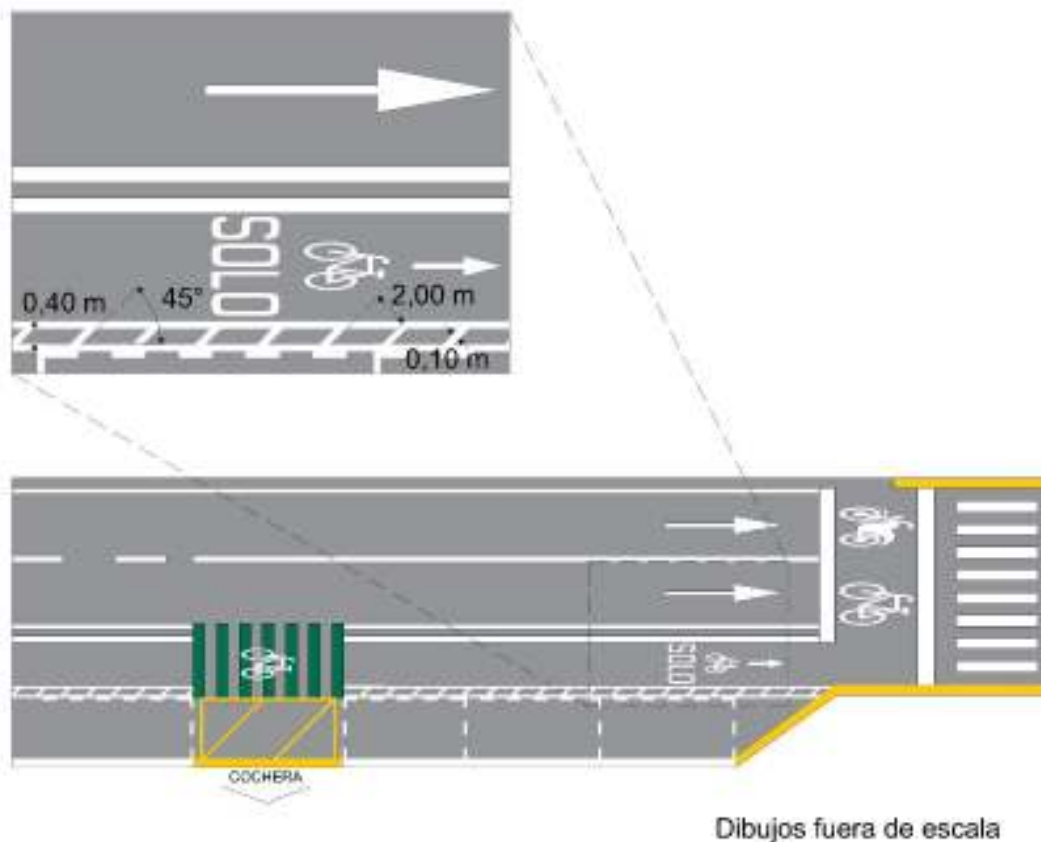 SOLO
0,40 m
45°
2,00 m
0,10 m
SOLO
COCHERA
Dibujos fuera de escala